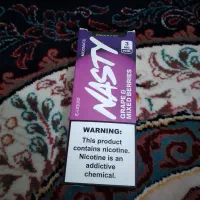 NASTY
GRAPE &
MIXED BERRIES
WARNING:
This product
contains nicotine.
Nicotine is an
addictive
chemical.